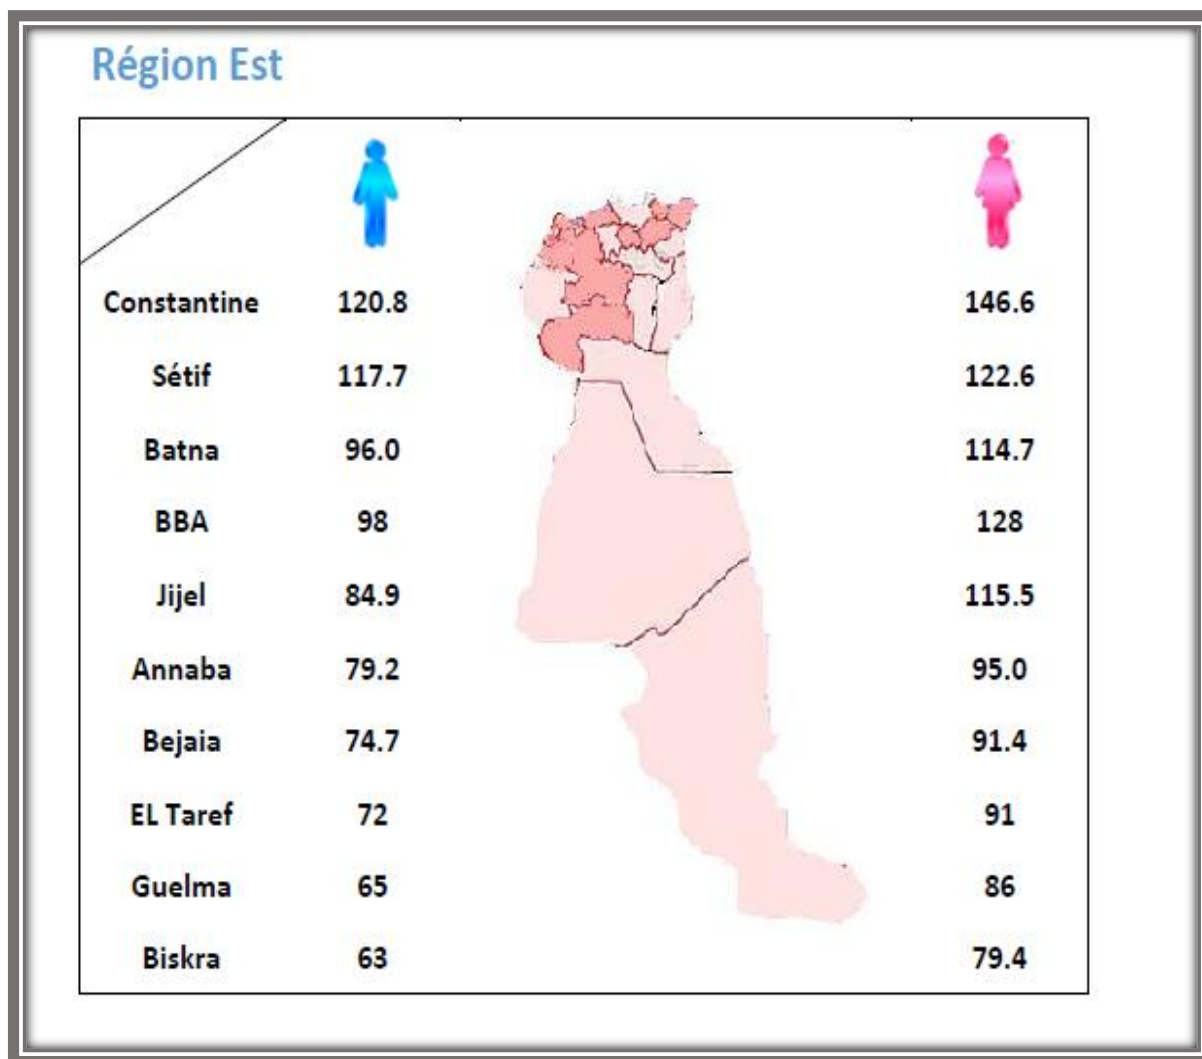 Région Est
Constantine 120.8 146.6
Sétif 117.7 122.6
Batna 96.0 114.7
BBA 98 128
Jijel 84.9 115.5
Annaba 79.2 95.0
Bejaia 74.7 91.4
EL Taref 72 91
Guelma 65 86
Biskra 63 79.4